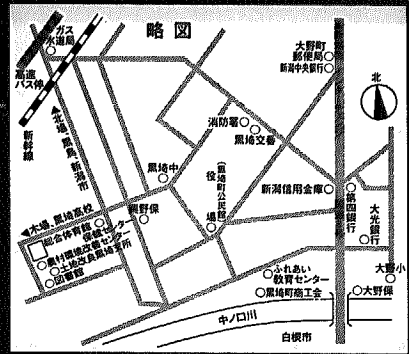 略図
ガス
水道局
高速
バス停
新幹線
▲北場、黒鳥、新潟市
大野町
郵便局
新潟中央銀行
北
消防署
黒埼交番
黒埼中
役場
(黒埼町公民館)
新潟信用金庫
第四銀行
大光
銀行
◀木場、黒埼高校
総合体育館
保健センター
農村環境改善センター
土地改良黒埼支所
図書館
興野保
ふれあい
教育センター
黒埼町商工会
大野小
大野保
中ノ口川
白根市